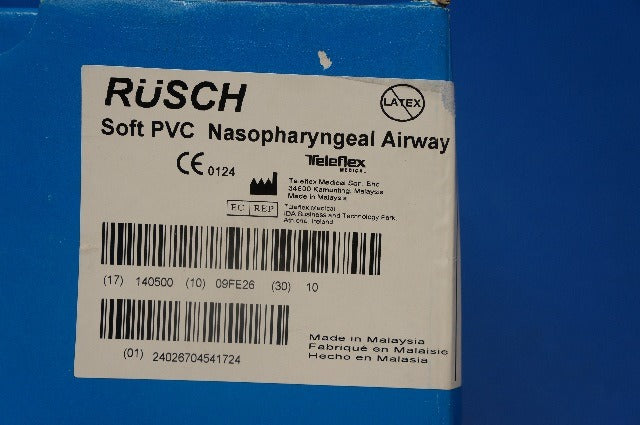 RÜSCH
LATEX
Soft PVC Nasopharyngeal Airway
CE 0124
Teleflex
MEDICAL
Teleflex Medical Sdn. Bhd.
34600 Kamunting, Malaysia
Made in Malaysia
EC REP
Teleflex Medical
IDA Business and Technology Park
Athlone, Ireland
(17) 140500 (10) 09FE26 (30) 10
(01) 24026704541724
Made in Malaysia
Fabriqué en Malaisie
Hecho en Malasia